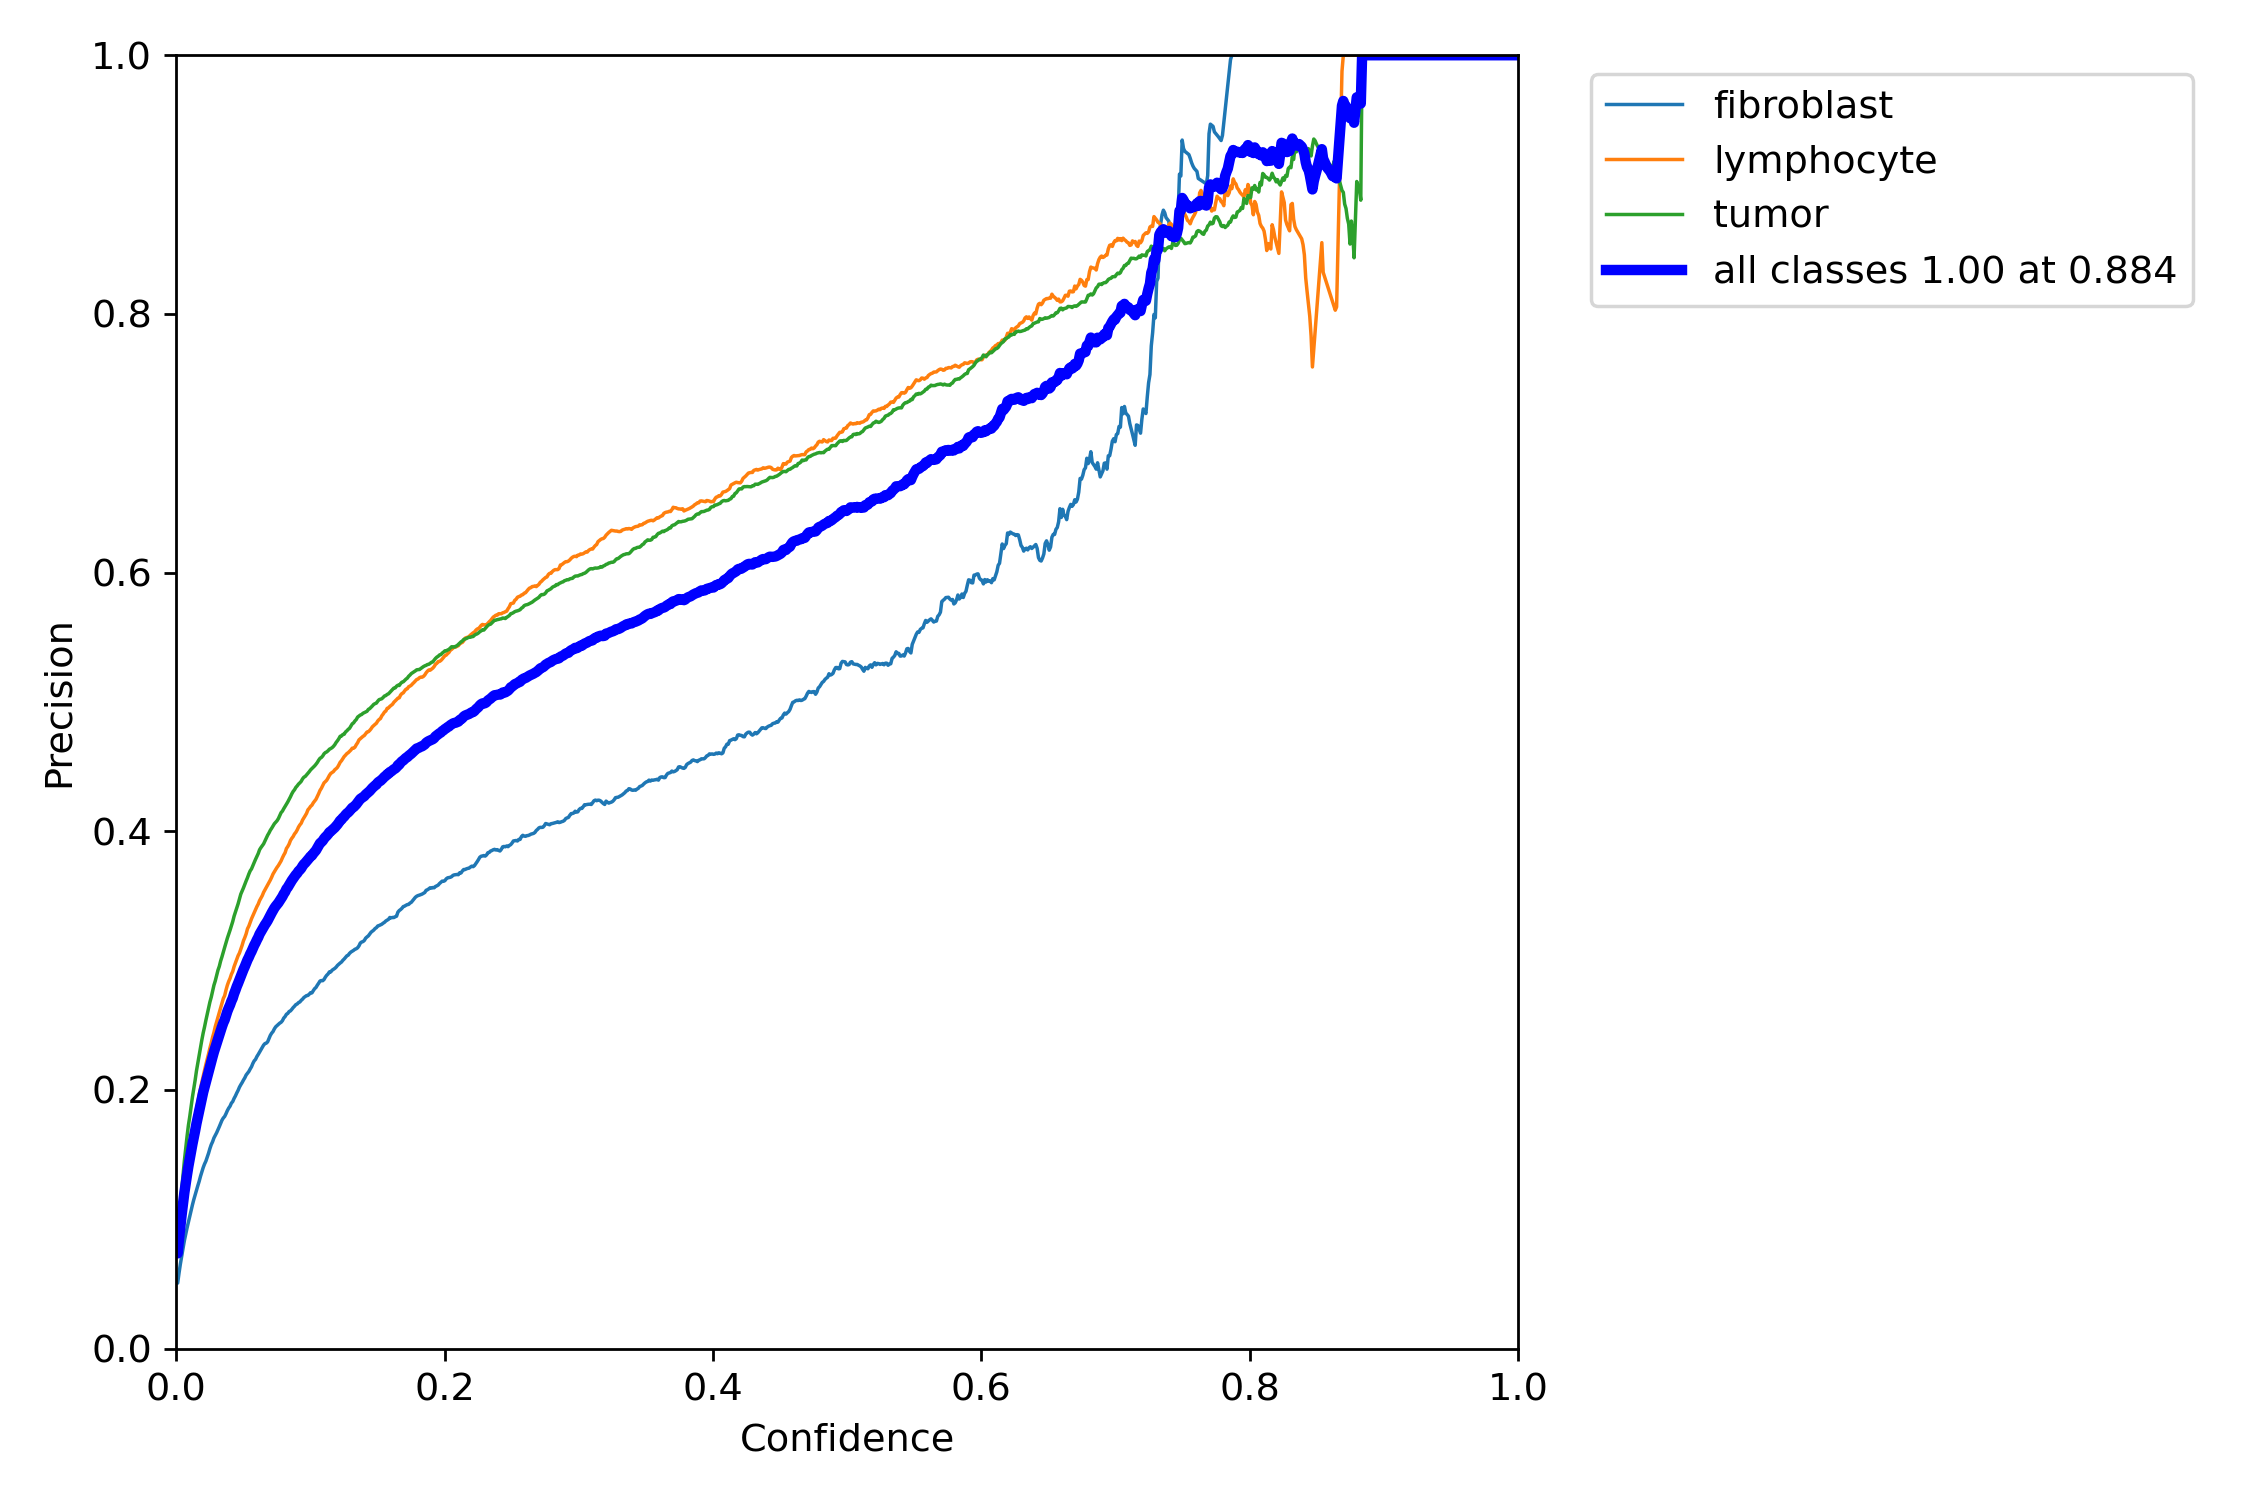 1.0
0.8
0.6
0.4
0.2
0.0
Precision
0.0 0.2 0.4 0.6 0.8 1.0
Confidence
fibroblast
lymphocyte
tumor
all classes 1.00 at 0.884